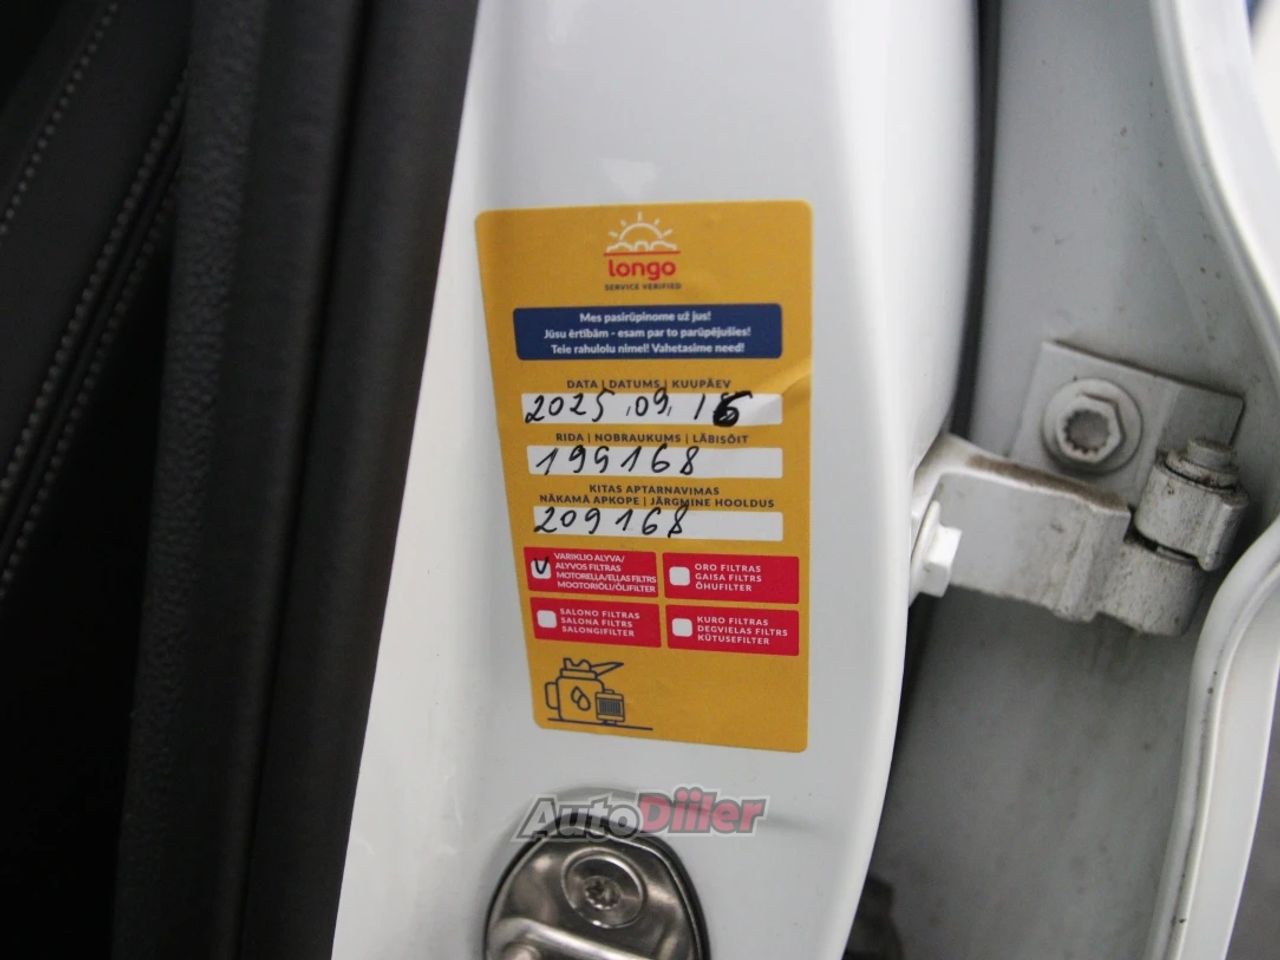 longo
SERVICE VERIFIED
Mes pasirūpinome už jus!
Jūsu ērtībām - esam par to parūpējušies!
Teie rahulolu nimel! Vahetasime need!
DATA | DATUMS | KUUPÄEV
2025.09.16
RIDA | NOBRAUKUMS | LÄBISÕIT
199168
KITAS APTARNAVIMAS
NĀKAMĀ APKOPE | JÄRGMINE HOOLDUS
209168
V VARIKLIO ALYVA/
ALYVOS FILTRAS
MOTOREĻĻA/EĻĻAS FILTRS
MOOTORIÕLI/ÕLIFILTER
ORO FILTRAS
GAISA FILTRS
ÕHUFILTER
SALONO FILTRAS
SALONA FILTRS
SALONGIFILTER
KURO FILTRAS
DEGVIELAS FILTRS
KÜTUSEFILTER
AutoDiiler